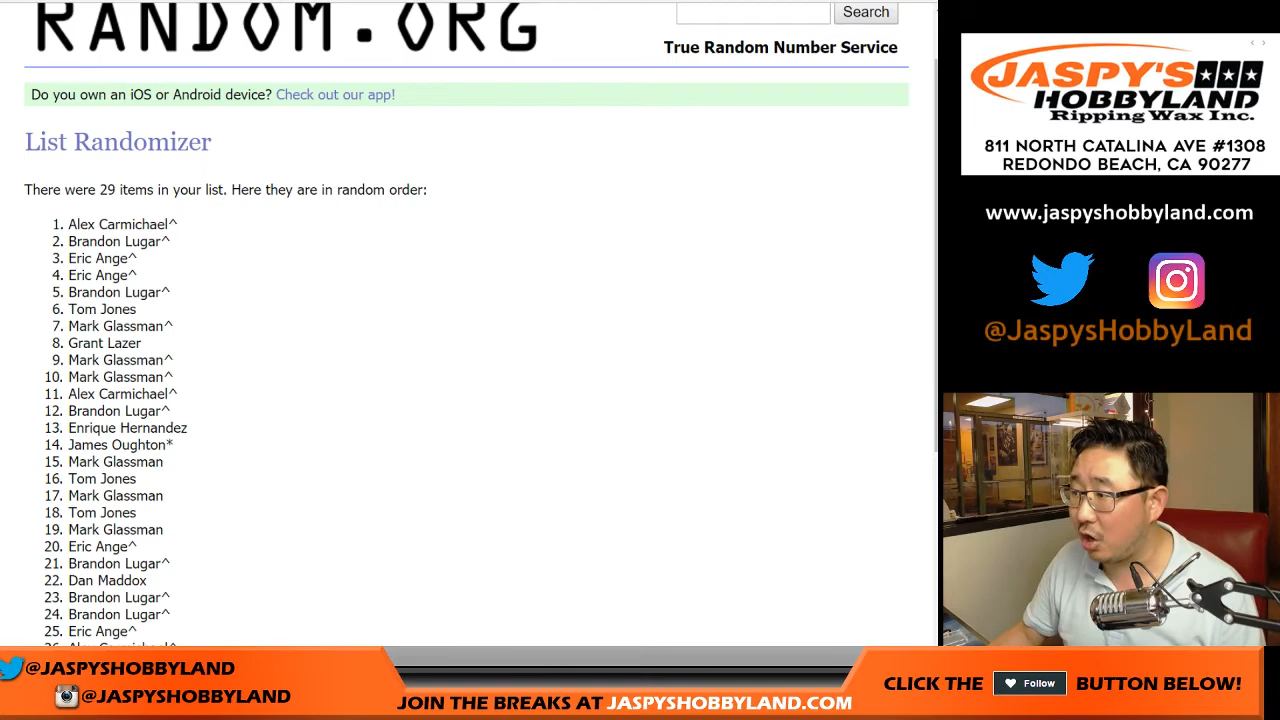 RANDOM.ORG
Search
True Random Number Service
Do you own an iOS or Android device? Check out our app!
List Randomizer
There were 29 items in your list. Here they are in random order:
1. Alex Carmichael^
2. Brandon Lugar^
3. Eric Ange^
4. Eric Ange^
5. Brandon Lugar^
6. Tom Jones
7. Mark Glassman^
8. Grant Lazer
9. Mark Glassman^
10. Mark Glassman^
11. Alex Carmichael^
12. Brandon Lugar^
13. Enrique Hernandez
14. James Oughton*
15. Mark Glassman
16. Tom Jones
17. Mark Glassman
18. Tom Jones
19. Mark Glassman
20. Eric Ange^
21. Brandon Lugar^
22. Dan Maddox
23. Brandon Lugar^
24. Brandon Lugar^
25. Eric Ange^
26. Alex Carmichael^
JASPY'S
HOBBYLAND
Ripping Wax Inc.
811 NORTH CATALINA AVE #1308
REDONDO BEACH, CA 90277
www.jaspyshobbyland.com
@JaspysHobbyLand
@JASPYSHOBBYLAND
@JASPYSHOBBYLAND
JOIN THE BREAKS AT JASPYSHOBBYLAND.COM
CLICK THE Follow BUTTON BELOW!